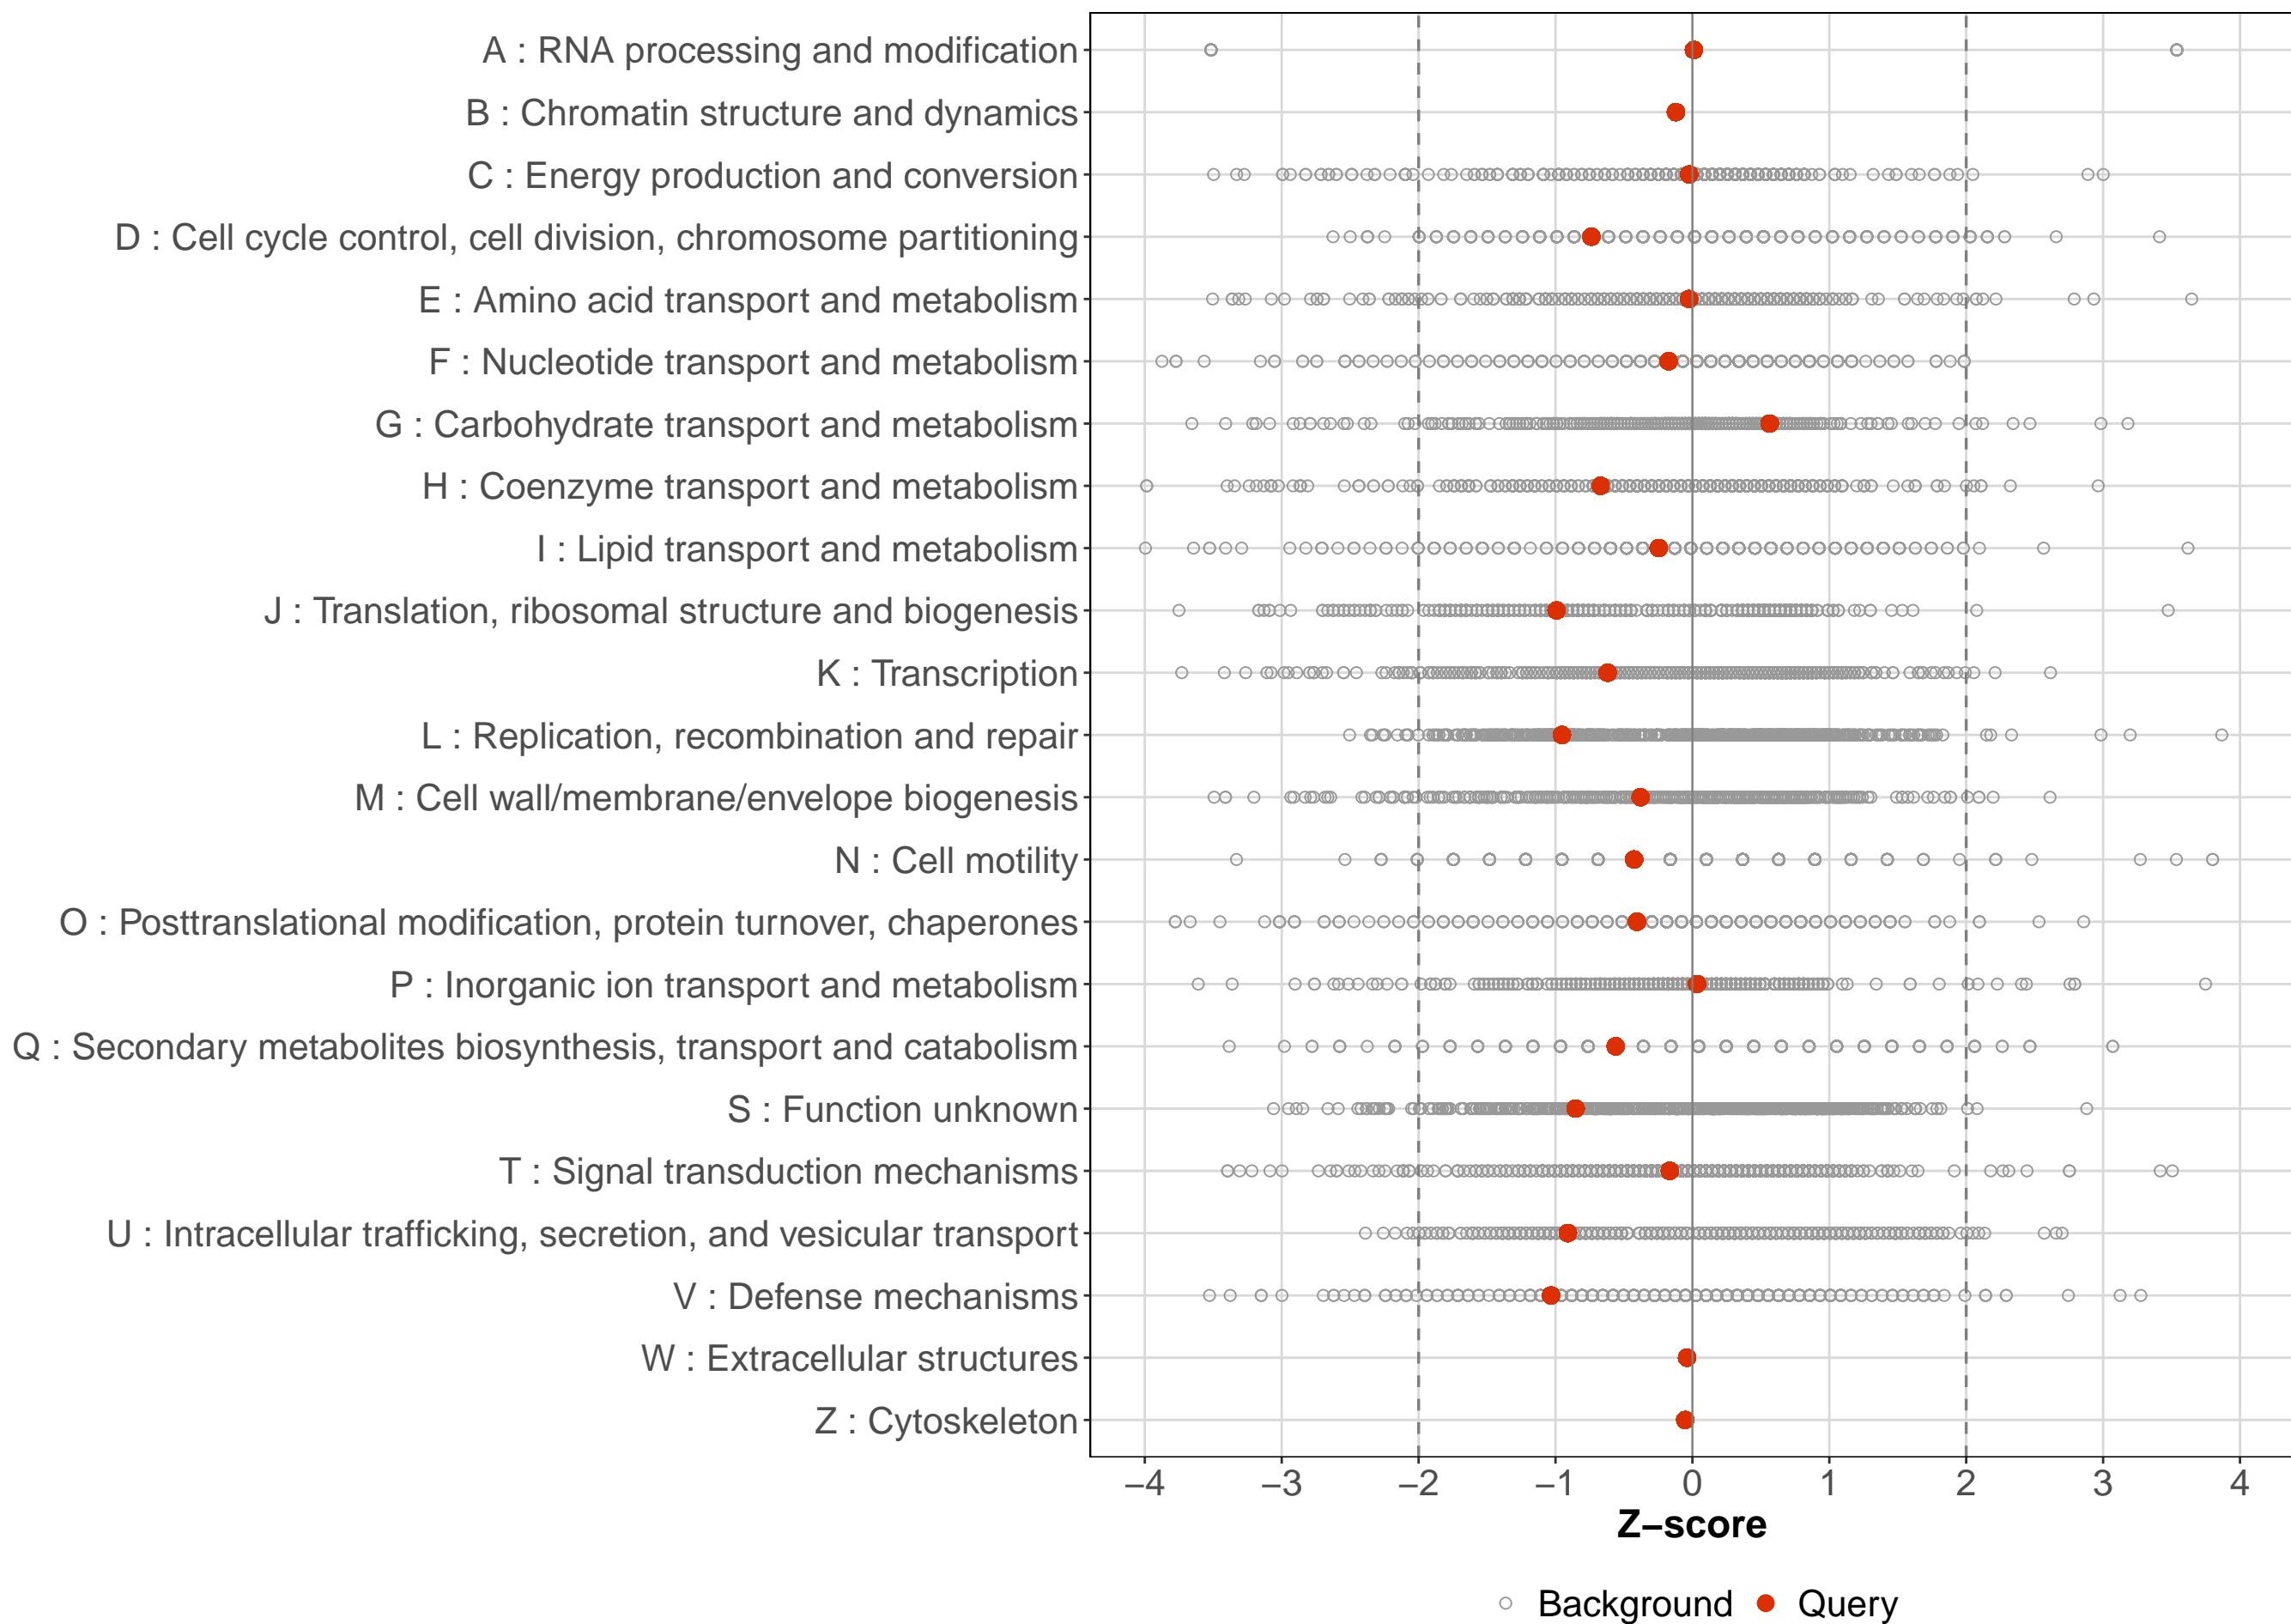 A : RNA processing and modification
B : Chromatin structure and dynamics
C : Energy production and conversion
D : Cell cycle control, cell division, chromosome partitioning
E : Amino acid transport and metabolism
F : Nucleotide transport and metabolism
G : Carbohydrate transport and metabolism
H : Coenzyme transport and metabolism
I : Lipid transport and metabolism
J : Translation, ribosomal structure and biogenesis
K : Transcription
L : Replication, recombination and repair
M : Cell wall/membrane/envelope biogenesis
N : Cell motility
O : Posttranslational modification, protein turnover, chaperones
P : Inorganic ion transport and metabolism
Q : Secondary metabolites biosynthesis, transport and catabolism
S : Function unknown
T : Signal transduction mechanisms
U : Intracellular trafficking, secretion, and vesicular transport
V : Defense mechanisms
W : Extracellular structures
Z : Cytoskeleton
−4 −3 −2 −1 0 1 2 3 4
Z−score
Background Query